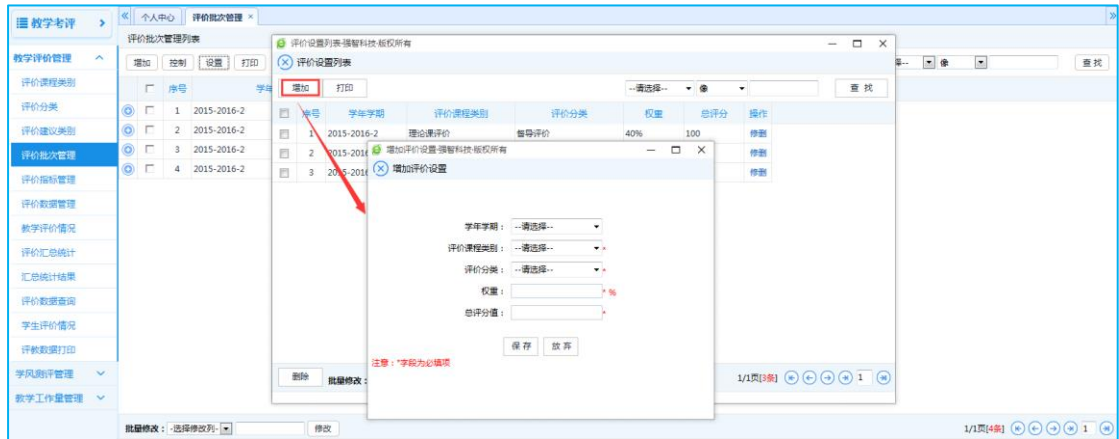 教学考评
个人中心 评价批次管理 ×
评价批次管理列表
教学评价管理
增加 控制 设置 打印
像
查找
评价课程类别
评价分类
评价建议类别
评价批次管理
评价指标管理
评价数据管理
教学评价情况
评价汇总统计
汇总统计结果
评价数据查询
学生评价情况
评教数据打印
学风测评管理
教学工作量管理
序号
1 2015-2016-2
2 2015-2016-2
3 2015-2016-2
4 2015-2016-2
批量修改： -选择修改列- 修改
1/1页[4条] 1
评价设置列表-强智科技-版权所有
评价设置列表
增加 打印 --请选择-- 像 查 找
序号 学年学期 评价课程类别 评价分类 权重 总评分 操作
1 2015-2016-2 理论课评价 督导评价 40% 100 修删
2 修删
3 修删
删除 批量修改：
1/1页[3条] 1
增加评价设置-强智科技-版权所有
增加评价设置
学年学期： --请选择--
评价课程类别： --请选择-- *
评价分类： --请选择-- *
权重： * %
总评分值： *
保 存 放 弃
注意：*字段为必填项